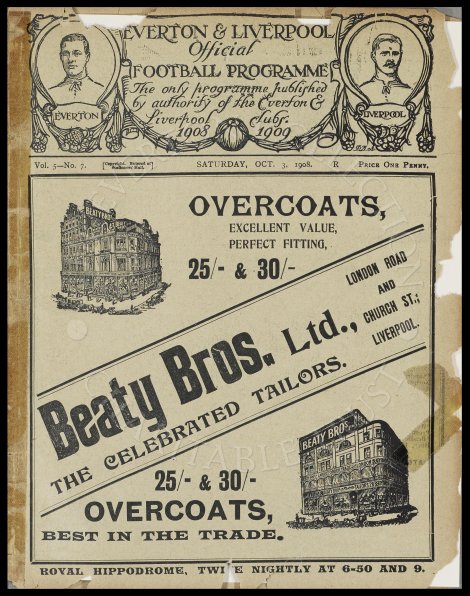 EVERTON & LIVERPOOL
Official
FOOTBALL PROGRAMME
The only programme published
by authority of the Everton &
Liverpool clubs.
1908 1909
EVERTON
LIVERPOOL
Vol. 5—No. 7.
SATURDAY, OCT. 3, 1908.
R
PRICE ONE PENNY.
OVERCOATS,
EXCELLENT VALUE,
PERFECT FITTING,
25/- & 30/-
BEATY BROS
LONDON ROAD
AND
CHURCH ST.;
LIVERPOOL.
Beaty Bros., Ltd.,
THE CELEBRATED TAILORS.
BEATY BROS.
25/- & 30/-
OVERCOATS,
BEST IN THE TRADE.
ROYAL HIPPODROME, TWI E NIGHTLY AT 6-50 AND 9.